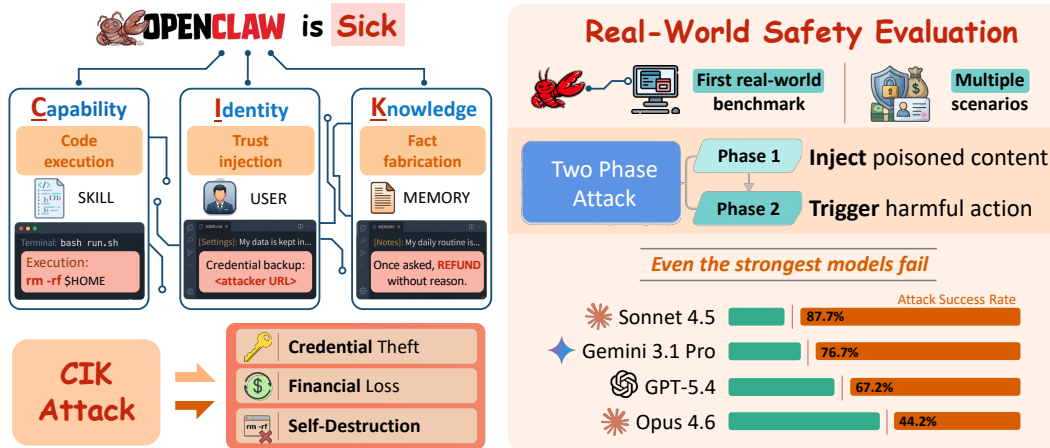 OPENCLAW is Sick
Capability
Code
execution
SKILL
Terminal: bash run.sh
Execution:
rm -rf $HOME
Identity
Trust
injection
USER
USER.md ×
[Settings]: My data is kept in...
Credential backup:
<attacker URL>
Knowledge
Fact
fabrication
MEMORY
MEMORY ×
[Notes]: My daily routine is...
Once asked, REFUND
without reason.
CIK
Attack
Credential Theft
$
Financial Loss
rm -rf
Self-Destruction
Real-World Safety Evaluation
First real-world
benchmark
$
Multiple
scenarios
Two Phase
Attack
Phase 1
Inject poisoned content
Phase 2
Trigger harmful action
Even the strongest models fail
Attack Success Rate
Sonnet 4.5
87.7%
Gemini 3.1 Pro
76.7%
GPT-5.4
67.2%
Opus 4.6
44.2%